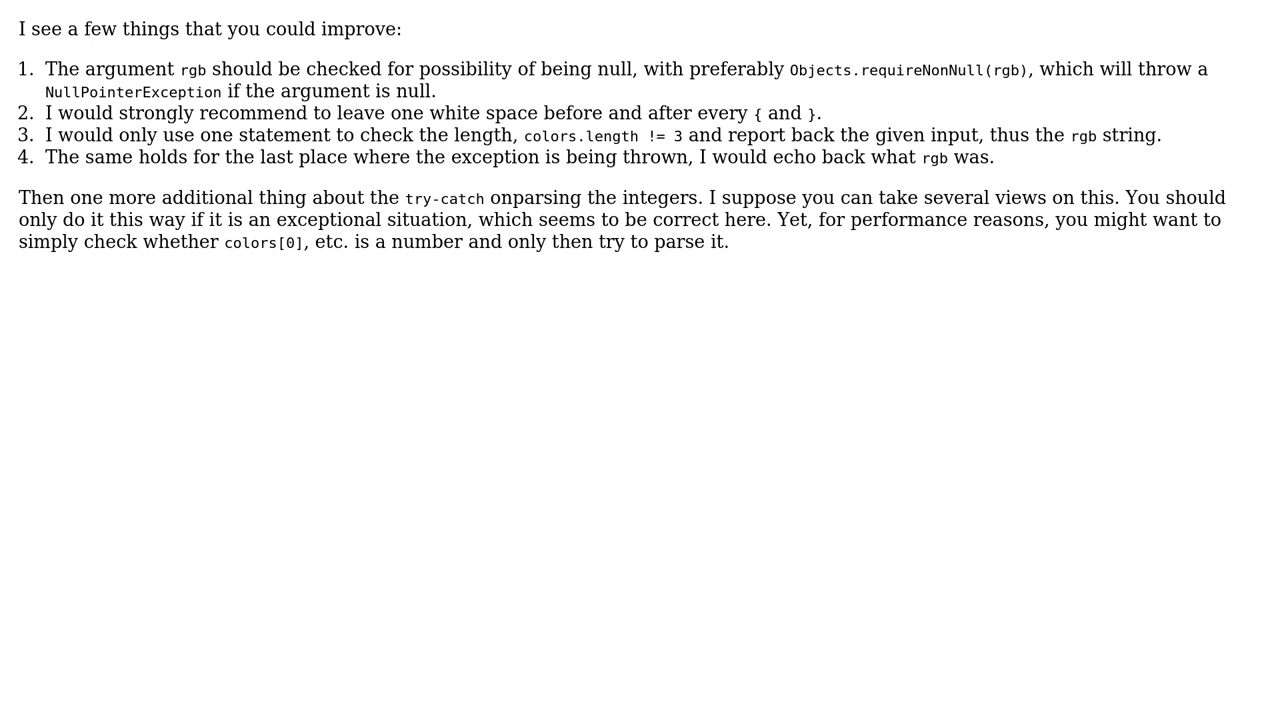 I see a few things that you could improve:
1. The argument rgb should be checked for possibility of being null, with preferably Objects.requireNonNull(rgb), which will throw a
NullPointerException if the argument is null.
2. I would strongly recommend to leave one white space before and after every { and }.
3. I would only use one statement to check the length, colors.length != 3 and report back the given input, thus the rgb string.
4. The same holds for the last place where the exception is being thrown, I would echo back what rgb was.
Then one more additional thing about the try-catch onparsing the integers. I suppose you can take several views on this. You should
only do it this way if it is an exceptional situation, which seems to be correct here. Yet, for performance reasons, you might want to
simply check whether colors[0], etc. is a number and only then try to parse it.